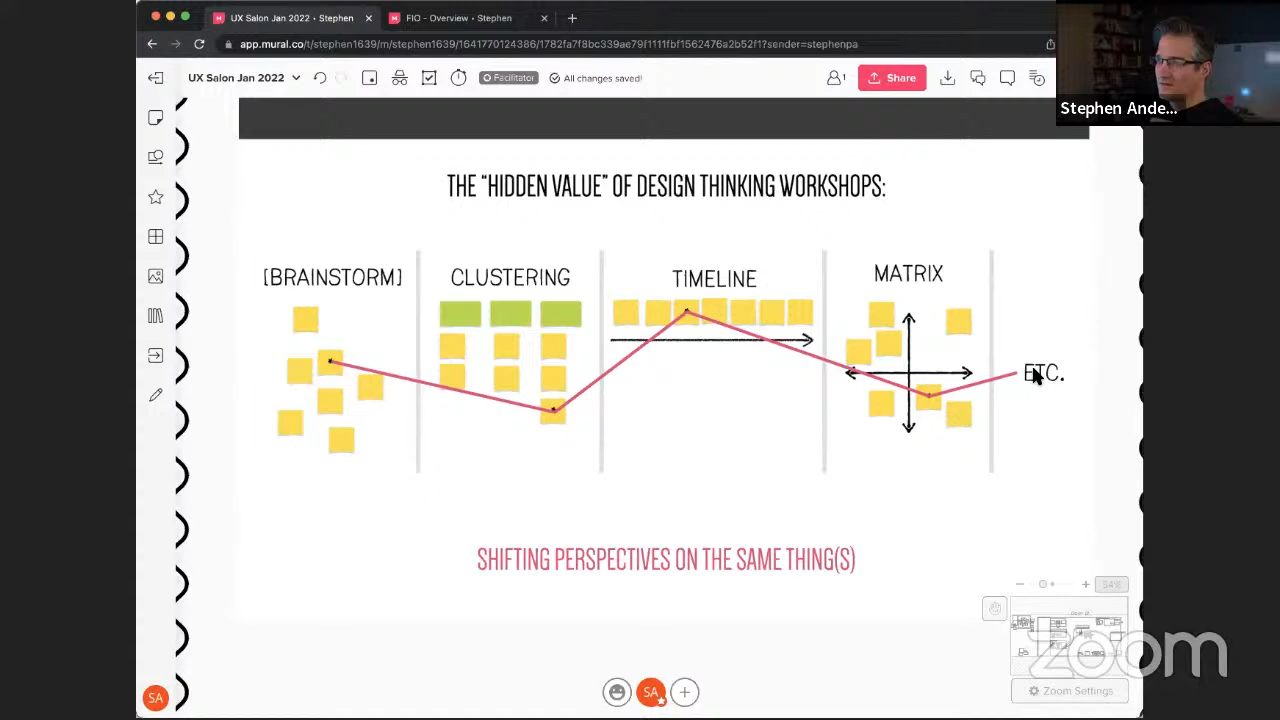 UX Salon Jan 2022 • Stephen
FIO - Overview • Stephen
app.mural.co/t/stephen1639/m/stephen1639/1641770124386/1782fa7f8bc339ae79f1111fbf1562476a2b52f1?sender=stephenpa
UX Salon Jan 2022
Facilitator
All changes saved!
1
Share
Stephen Ande...
THE “HIDDEN VALUE” OF DESIGN THINKING WORKSHOPS:
[BRAINSTORM]
CLUSTERING
TIMELINE
MATRIX
ETC.
SHIFTING PERSPECTIVES ON THE SAME THING(S)
zoom
Zoom Settings
SA
SA